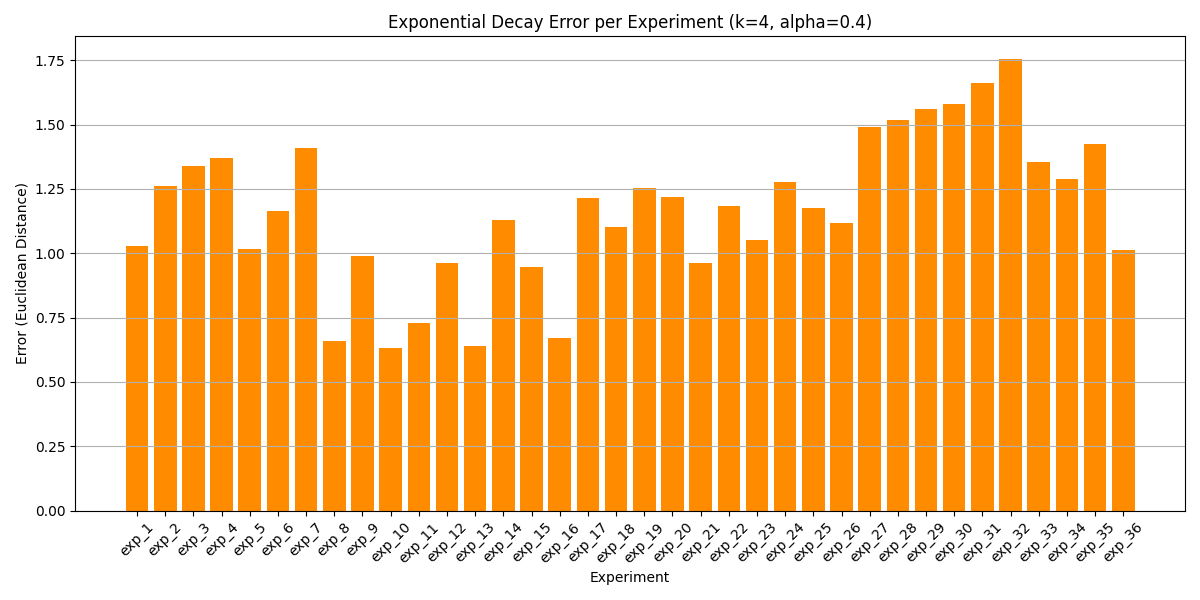 Exponential Decay Error per Experiment (k=4, alpha=0.4)
Error (Euclidean Distance)
1.75
1.50
1.25
1.00
0.75
0.50
0.25
0.00
exp_1 exp_2 exp_3 exp_4 exp_5 exp_6 exp_7 exp_8 exp_9 exp_10 exp_11 exp_12 exp_13 exp_14 exp_15 exp_16 exp_17 exp_18 exp_19 exp_20 exp_21 exp_22 exp_23 exp_24 exp_25 exp_26 exp_27 exp_28 exp_29 exp_30 exp_31 exp_32 exp_33 exp_34 exp_35 exp_36
Experiment